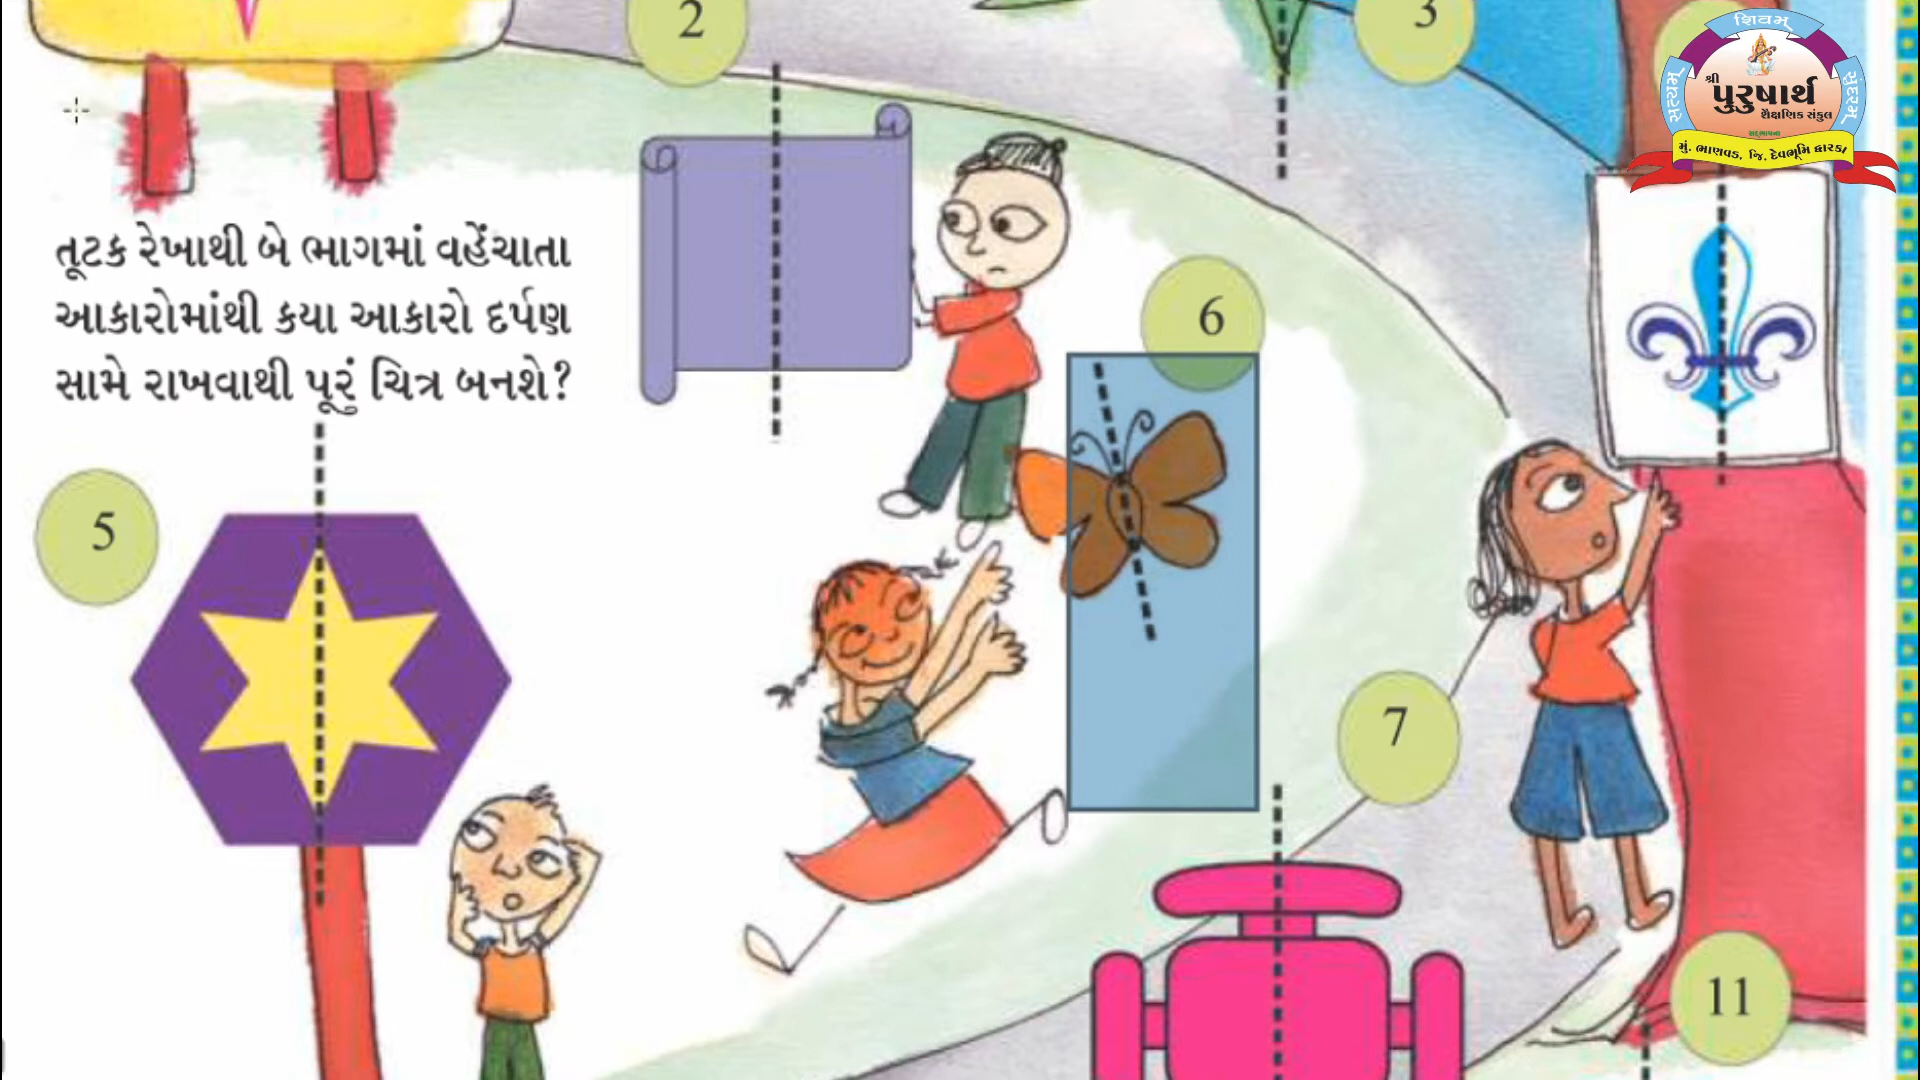 2
3
શિવમ્
સત્યમ્
સુંદરમ્
શ્રી
પુરુષાર્થ
શૈક્ષણિક સંકુલ
મું. ભાણવડ, જિ. દેવભૂમિ દ્વારકા
તૂટક રેખાથી બે ભાગમાં વહેંચાતા
આકારોમાંથી કયા આકારો દર્પણ
સામે રાખવાથી પૂરું ચિત્ર બનશે?
6
5
7
11